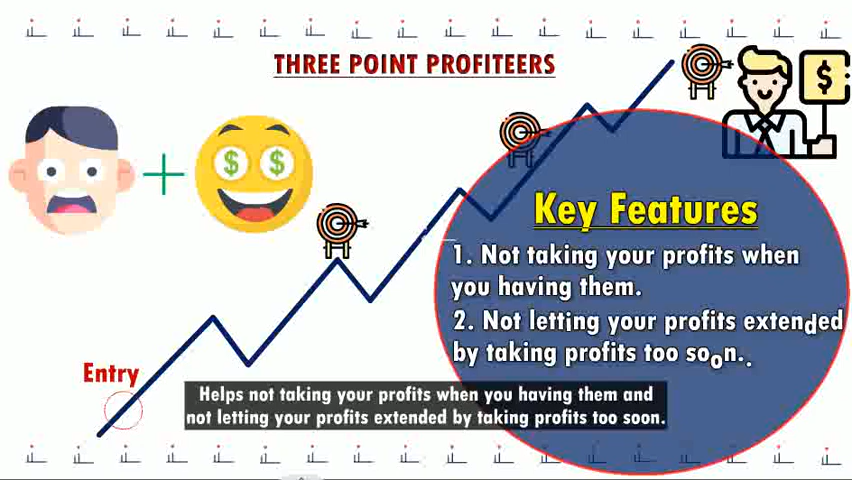 THREE POINT PROFITEERS
$
$ $
Key Features
1. Not taking your profits when
you having them.
2. Not letting your profits extended
by taking profits too soon..
Entry
Helps not taking your profits when you having them and
not letting your profits extended by taking profits too soon.